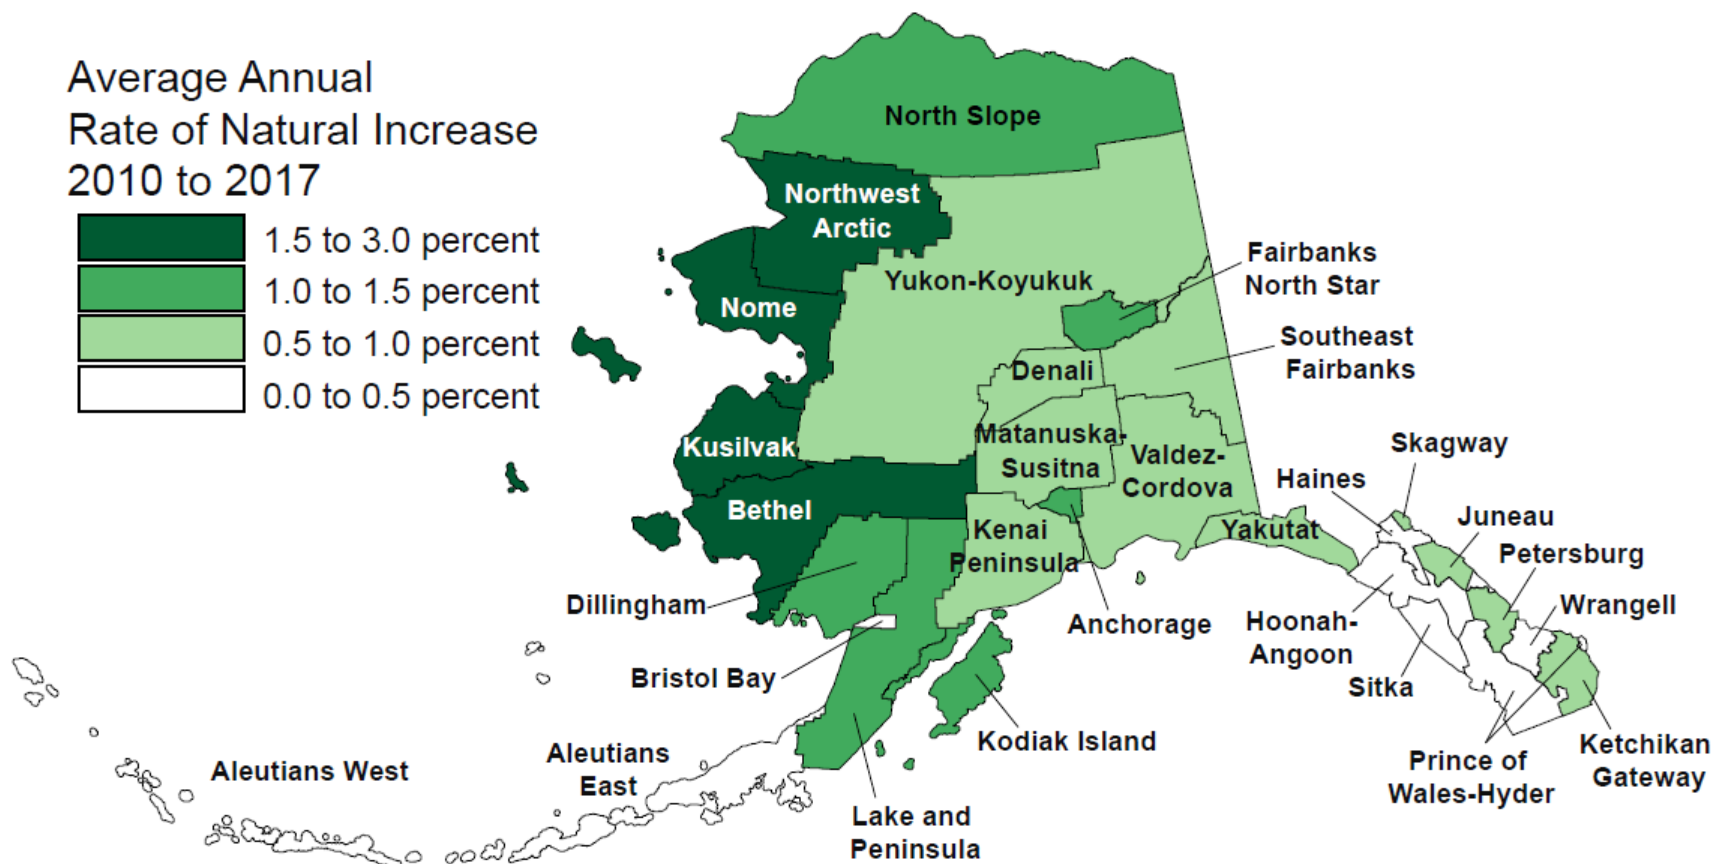 Average Annual
Rate of Natural Increase
2010 to 2017
1.5 to 3.0 percent
1.0 to 1.5 percent
0.5 to 1.0 percent
0.0 to 0.5 percent
North Slope
Northwest
Arctic
Nome
Yukon-Koyukuk
Fairbanks
North Star
Southeast
Fairbanks
Denali
Kusilvak
Matanuska-
Susitna
Valdez-
Cordova
Bethel
Kenai
Peninsula
Yakutat
Haines
Skagway
Juneau
Petersburg
Wrangell
Dillingham
Anchorage
Hoonah-
Angoon
Bristol Bay
Sitka
Kodiak Island
Aleutians West
Aleutians
East
Lake and
Peninsula
Prince of
Wales-Hyder
Ketchikan
Gateway